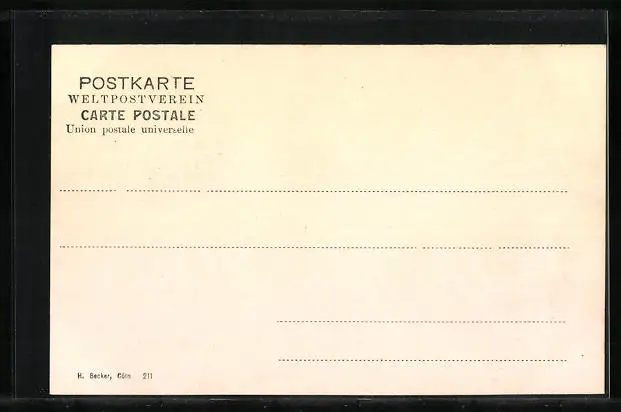 POSTKARTE
WELTPOSTVEREIN
CARTE POSTALE
Union postale universelle
H. Becker, Cöln 211